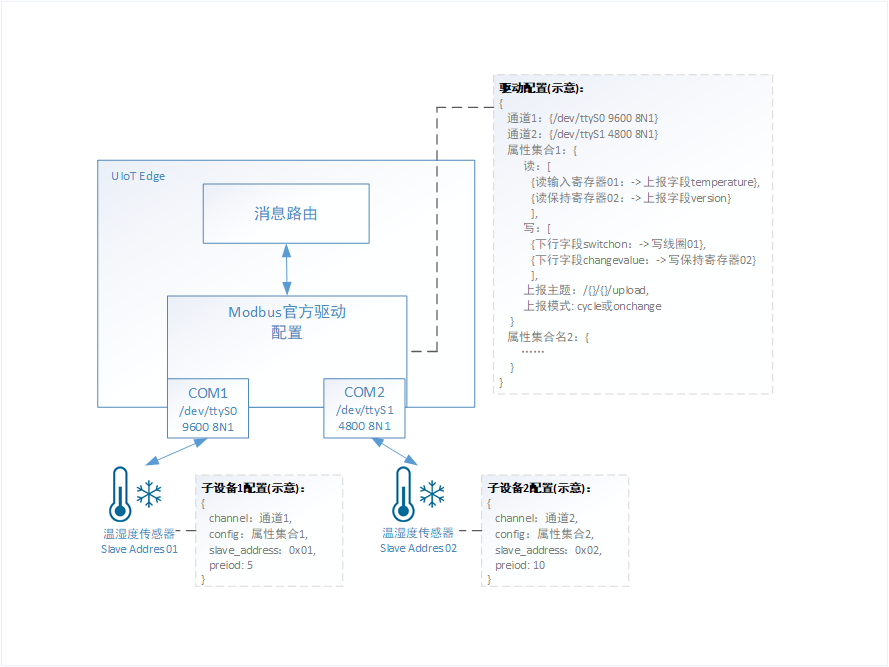 驱动配置(示意):
{
通道1：{/dev/ttyS0 9600 8N1}
通道2：{/dev/ttyS1 4800 8N1}
属性集合1：{
读：[
{读输入寄存器01：-> 上报字段temperature},
{读保持寄存器02：-> 上报字段version}
],
写：[
{下行字段switchon：-> 写线圈01},
{下行字段changevalue：-> 写保持寄存器02}
],
上报主题：/{}/{}/upload,
上报模式: cycle或onchange
}
属性集合名2：{
······
}
}
UIoT Edge
消息路由
Modbus官方驱动
配置
COM1
/dev/ttyS0
9600 8N1
COM2
/dev/ttyS1
4800 8N1
温湿度传感器
Slave Addres 01
子设备1配置(示意):
{
channel：通道1,
config：属性集合1,
slave_address：0x01,
preiod: 5
}
温湿度传感器
Slave Addres 02
子设备2配置(示意):
{
channel：通道2,
config：属性集合2,
slave_address：0x02,
preiod: 10
}